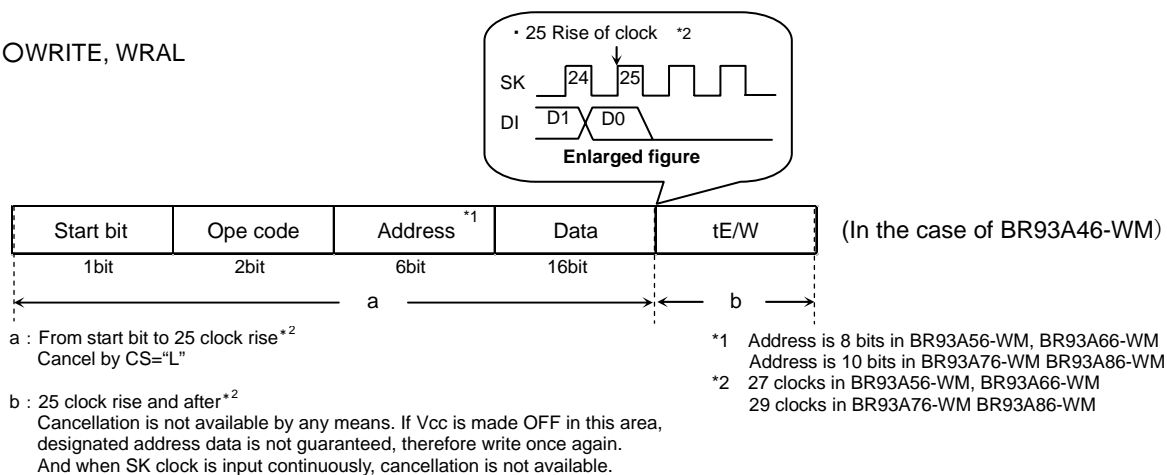 ・25 Rise of clock *2
○WRITE, WRAL
SK 24 25
DI D1 D0
Enlarged figure
Start bit Ope code Address *1 Data tE/W (In the case of BR93A46-WM)
1bit 2bit 6bit 16bit
a b
a : From start bit to 25 clock rise*2
Cancel by CS=“L”
b : 25 clock rise and after*2
Cancellation is not available by any means. If Vcc is made OFF in this area,
designated address data is not guaranteed, therefore write once again.
And when SK clock is input continuously, cancellation is not available.
*1 Address is 8 bits in BR93A56-WM, BR93A66-WM
Address is 10 bits in BR93A76-WM BR93A86-WM
*2 27 clocks in BR93A56-WM, BR93A66-WM
29 clocks in BR93A76-WM BR93A86-WM